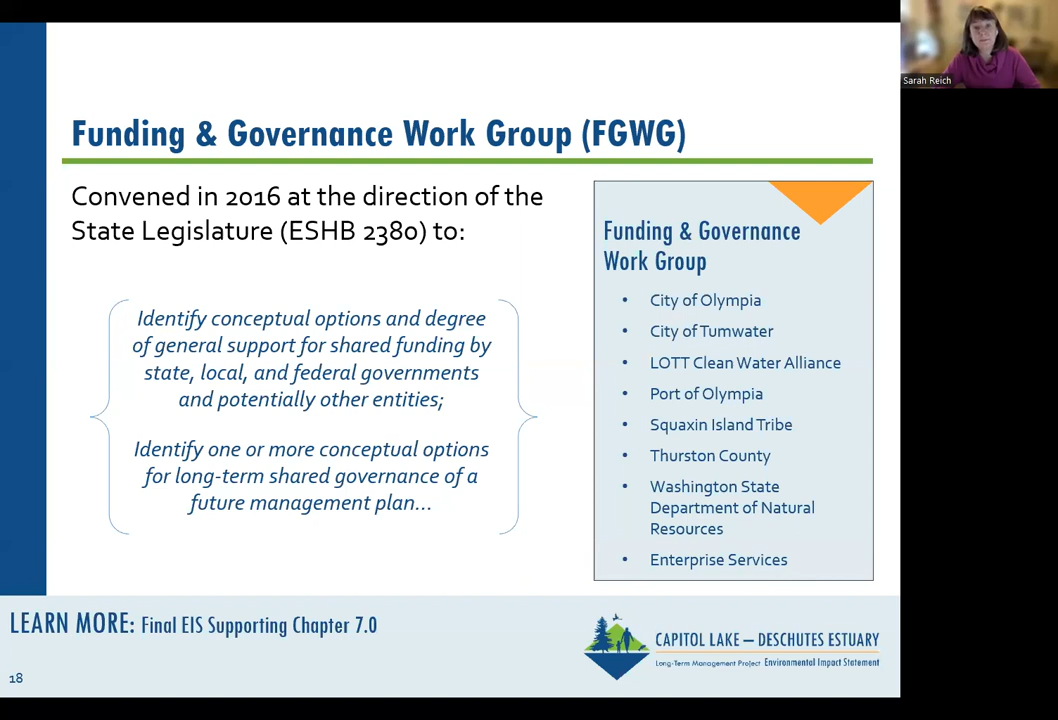 Sarah Reich
Funding & Governance Work Group (FGWG)
Convened in 2016 at the direction of the
State Legislature (ESHB 2380) to:
Identify conceptual options and degree
of general support for shared funding by
state, local, and federal governments
and potentially other entities;
Identify one or more conceptual options
for long-term shared governance of a
future management plan...
Funding & Governance
Work Group
• City of Olympia
• City of Tumwater
• LOTT Clean Water Alliance
• Port of Olympia
• Squaxin Island Tribe
• Thurston County
• Washington State
Department of Natural
Resources
• Enterprise Services
LEARN MORE: Final EIS Supporting Chapter 7.0
CAPITOL LAKE — DESCHUTES ESTUARY
Long-Term Management Project Environmental Impact Statement
18